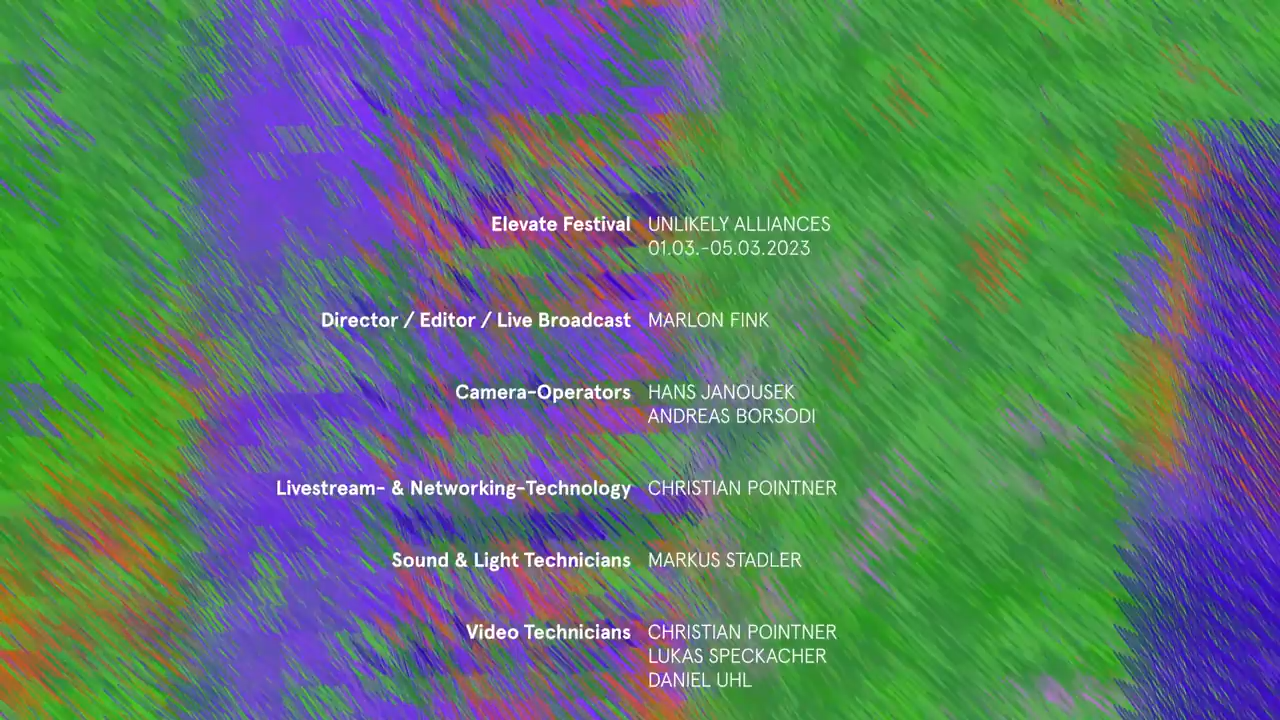 Elevate Festival UNLIKELY ALLIANCES
01.03.-05.03.2023
Director / Editor / Live Broadcast MARLON FINK
Camera-Operators HANS JANOUSEK
ANDREAS BORSODI
Livestream- & Networking-Technology CHRISTIAN POINTNER
Sound & Light Technicians MARKUS STADLER
Video Technicians CHRISTIAN POINTNER
LUKAS SPECKACHER
DANIEL UHL